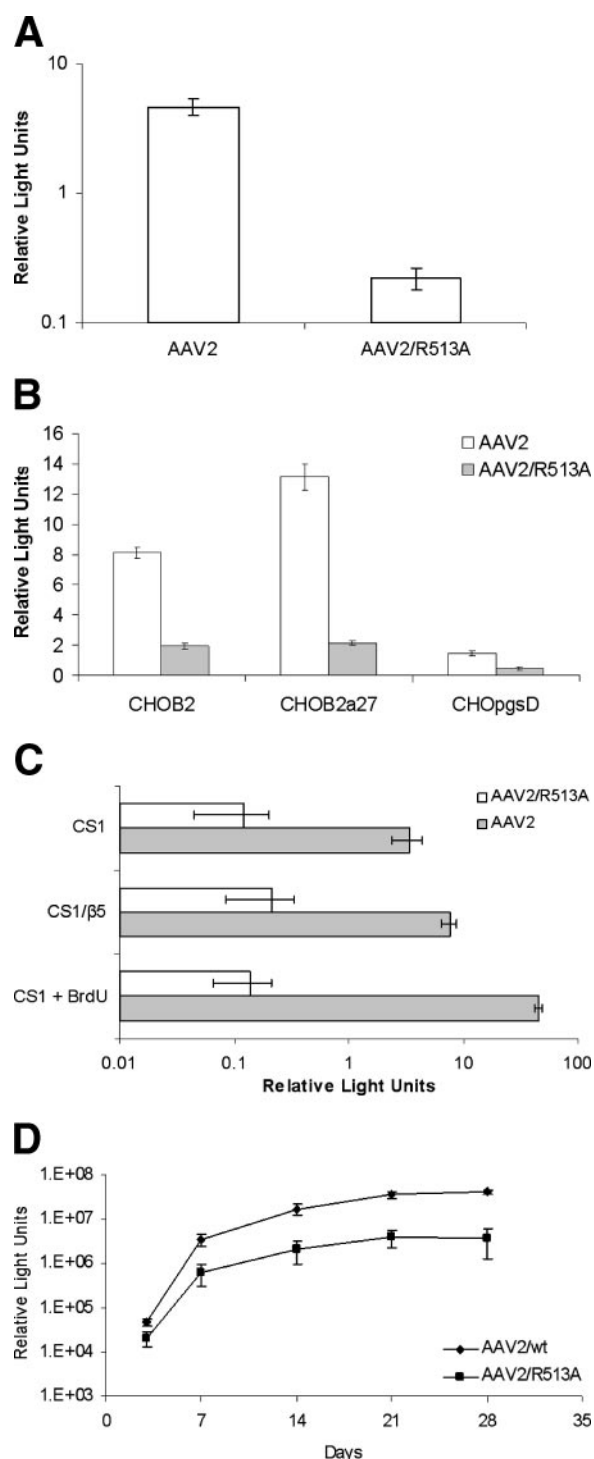 A
Relative Light Units
10
1
0.1
AAV2
AAV2/R513A
B
Relative Light Units
16
14
12
10
8
6
4
2
0
AAV2
AAV2/R513A
CHOB2
CHOB2a27
CHOpgsD
C
AAV2/R513A
AAV2
CS1
CS1/β5
CS1 + BrdU
0.01
0.1
1
10
100
Relative Light Units
D
Relative Light Units
1.E+08
1.E+07
1.E+06
1.E+05
1.E+04
1.E+03
AAV2/wt
AAV2/R513A
0
7
14
21
28
35
Days